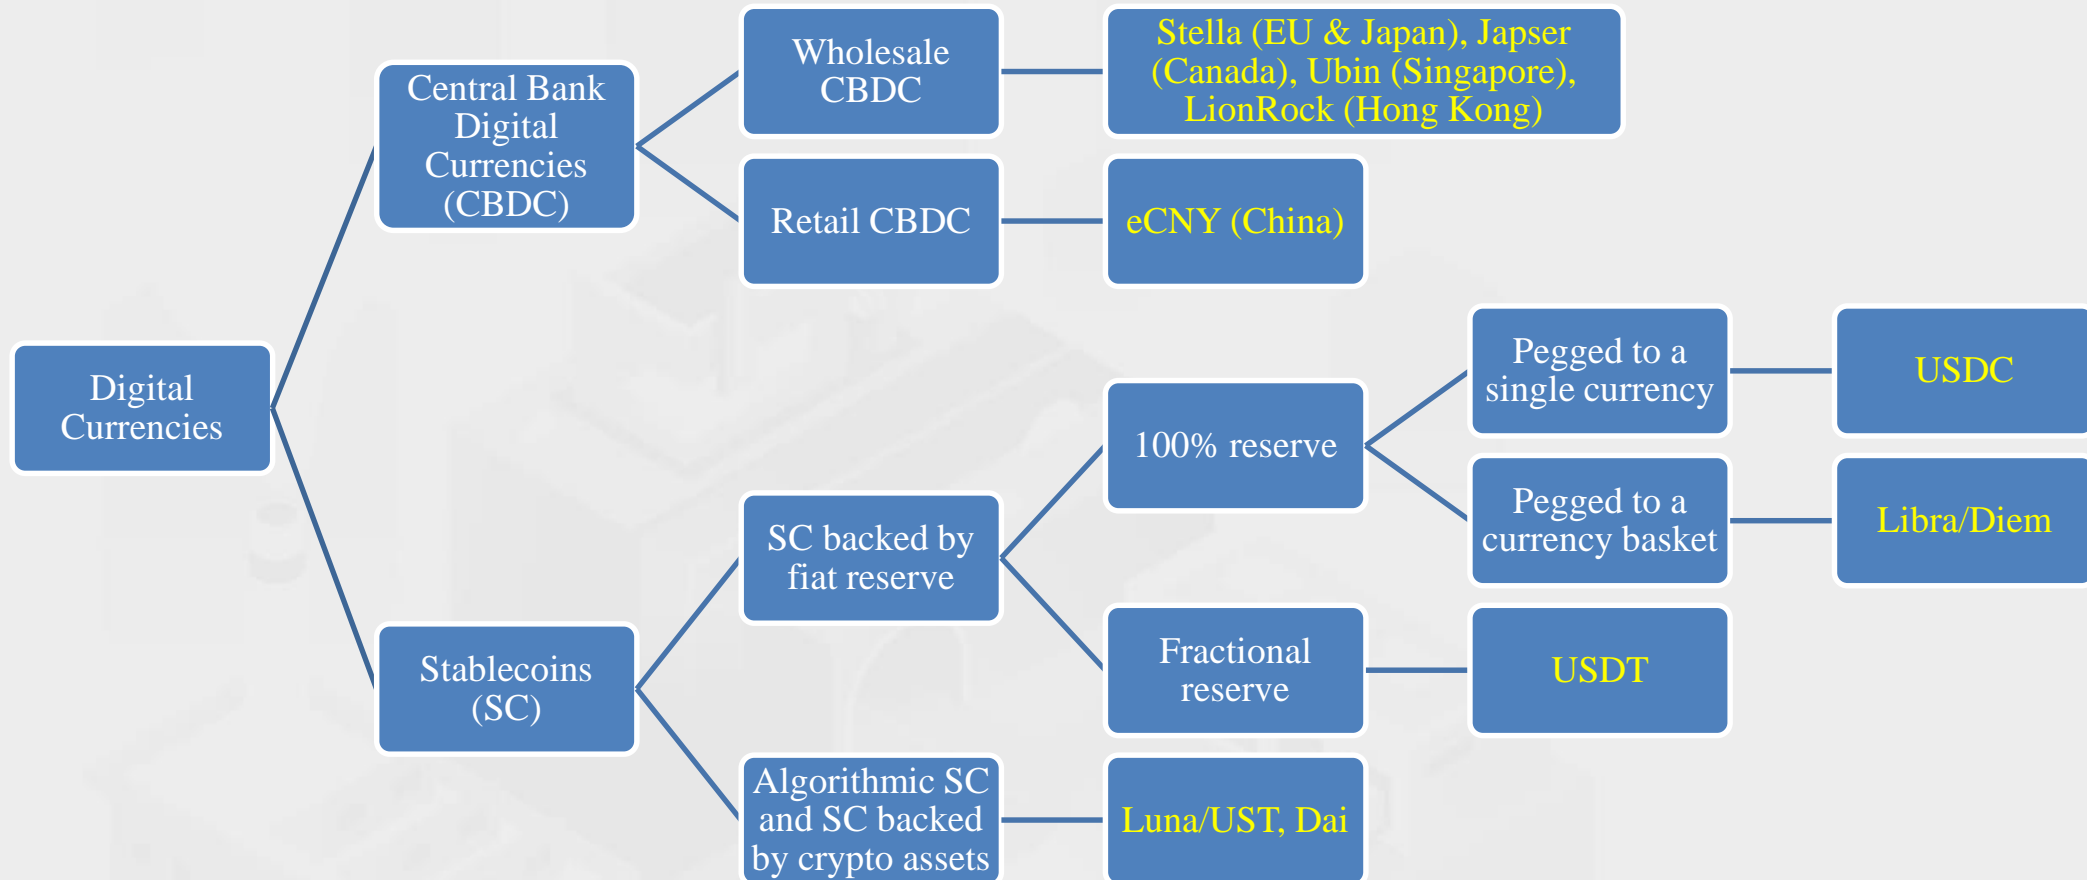 Wholesale
CBDC
Stella (EU & Japan), Japser
(Canada), Ubin (Singapore),
LionRock (Hong Kong)
Central Bank
Digital
Currencies
(CBDC)
Retail CBDC
eCNY (China)
Digital
Currencies
Pegged to a
single currency
USDC
100% reserve
Pegged to a
currency basket
Libra/Diem
SC backed by
fiat reserve
Stablecoins
(SC)
Fractional
reserve
USDT
Algorithmic SC
and SC backed
by crypto assets
Luna/UST, Dai